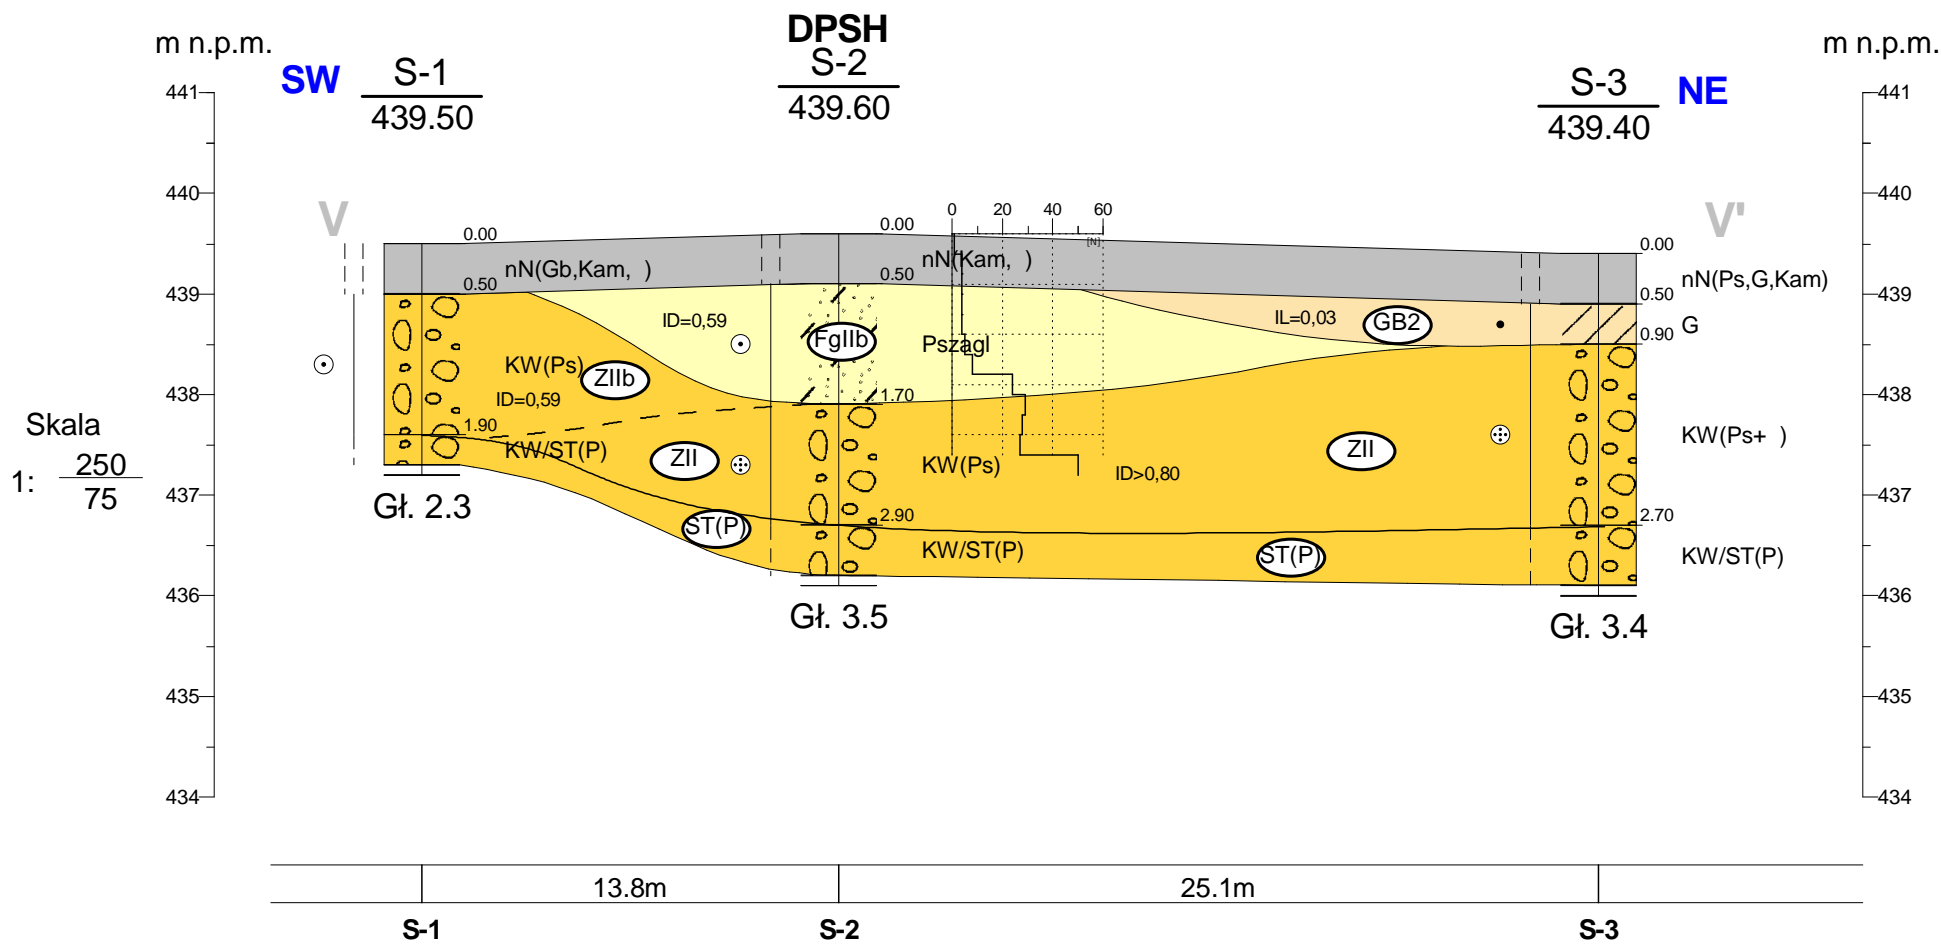 m n.p.m.
SW
S-1
439.50
DPSH
S-2
439.60
S-3
439.40
NE
m n.p.m.
441
440
439
438
437
436
435
434
441
440
439
438
437
436
435
434
V
V'
0 20 40 60
[N]
0.00
nN(Gb,Kam, )
0.50
KW(Ps)
ZIIb
ID=0,59
1.90
KW/ST(P)
Gł. 2.3
ID=0,59
FgIIb
ZII
ST(P)
0.00
nN(Kam, )
0.50
Pszagl
1.70
KW(Ps)
ID>0,80
2.90
KW/ST(P)
Gł. 3.5
IL=0,03
GB2
ZII
ST(P)
0.00
nN(Ps,G,Kam)
0.50
G
0.90
KW(Ps+ )
2.70
KW/ST(P)
Gł. 3.4
Skala
1: 250
75
13.8m
25.1m
S-1
S-2
S-3